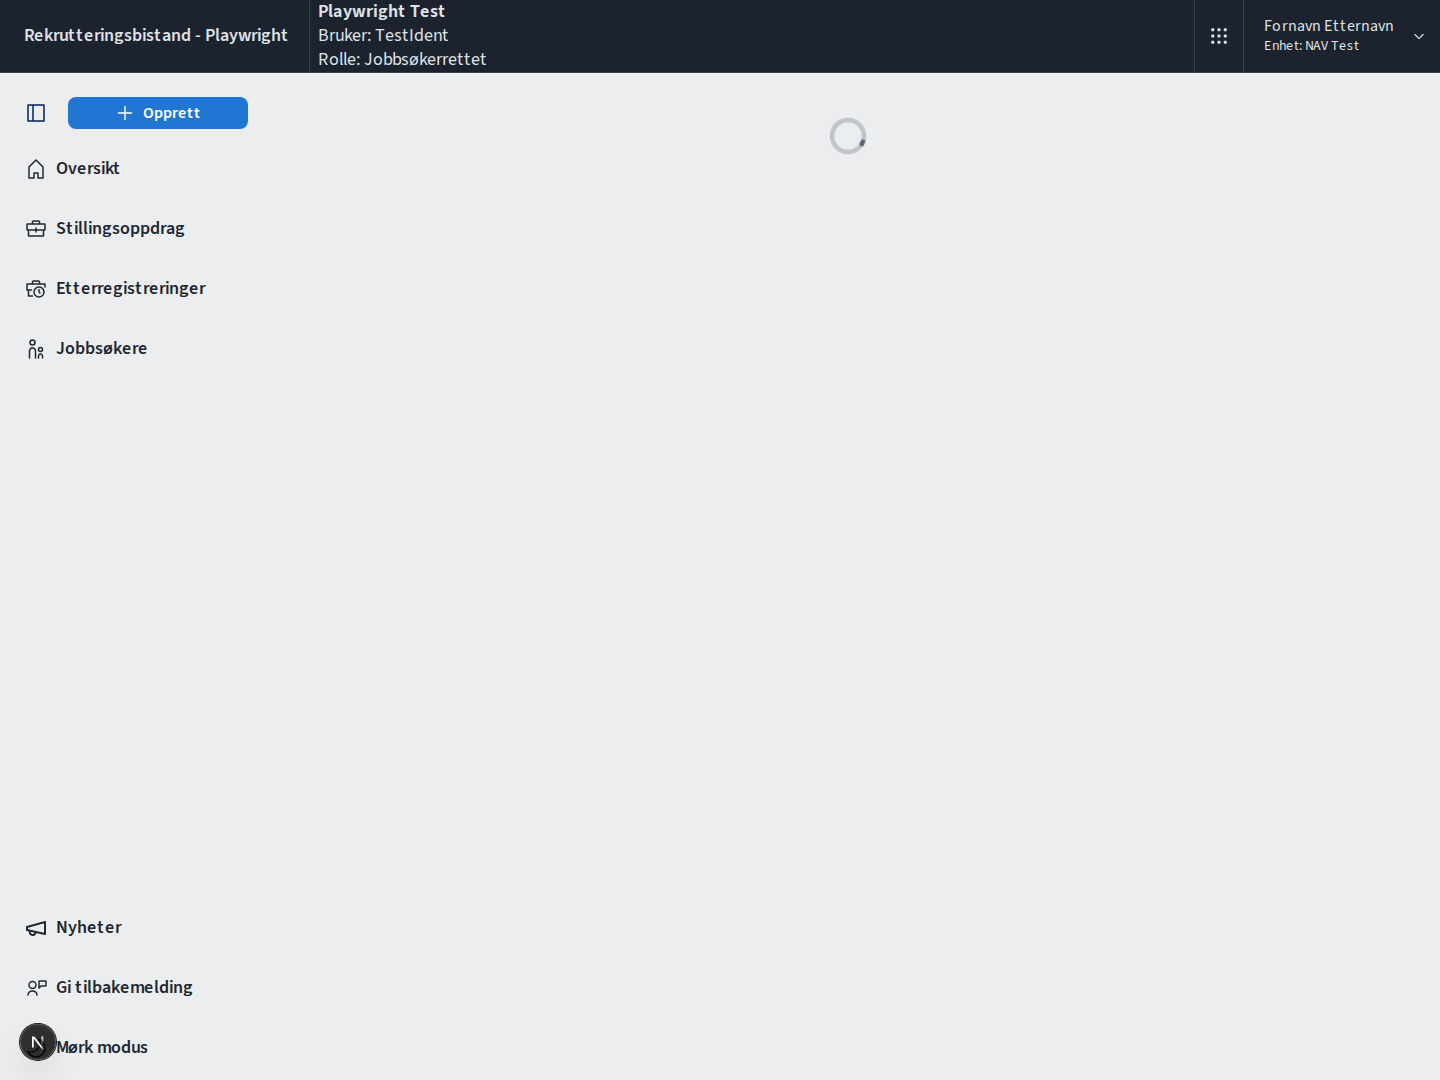 Rekrutteringsbistand - Playwright
Playwright Test
Bruker: TestIdent
Rolle: Jobbsøkerrettet
Fornavn Etternavn
Enhet: NAV Test
Opprett
Oversikt
Stillingsoppdrag
Etterregistreringer
Jobbsøkere
Nyheter
Gi tilbakemelding
N
Mørk modus